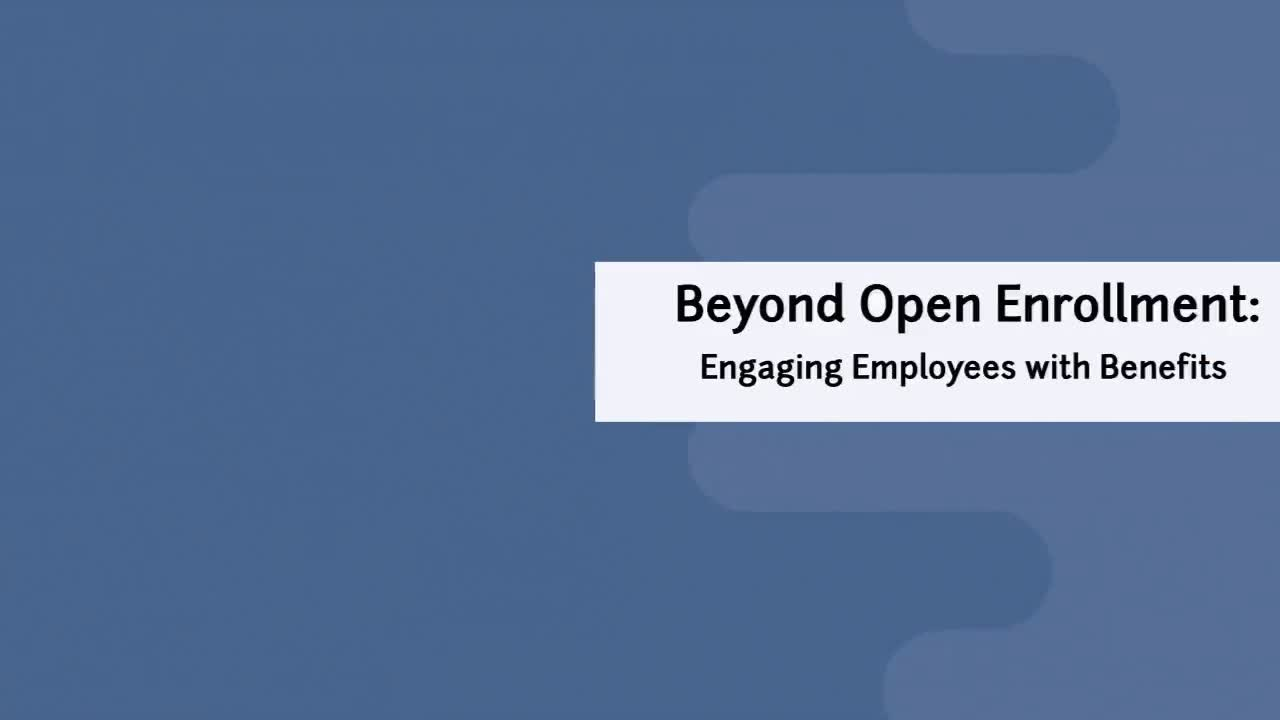 Beyond Open Enrollment:
Engaging Employees with Benefits